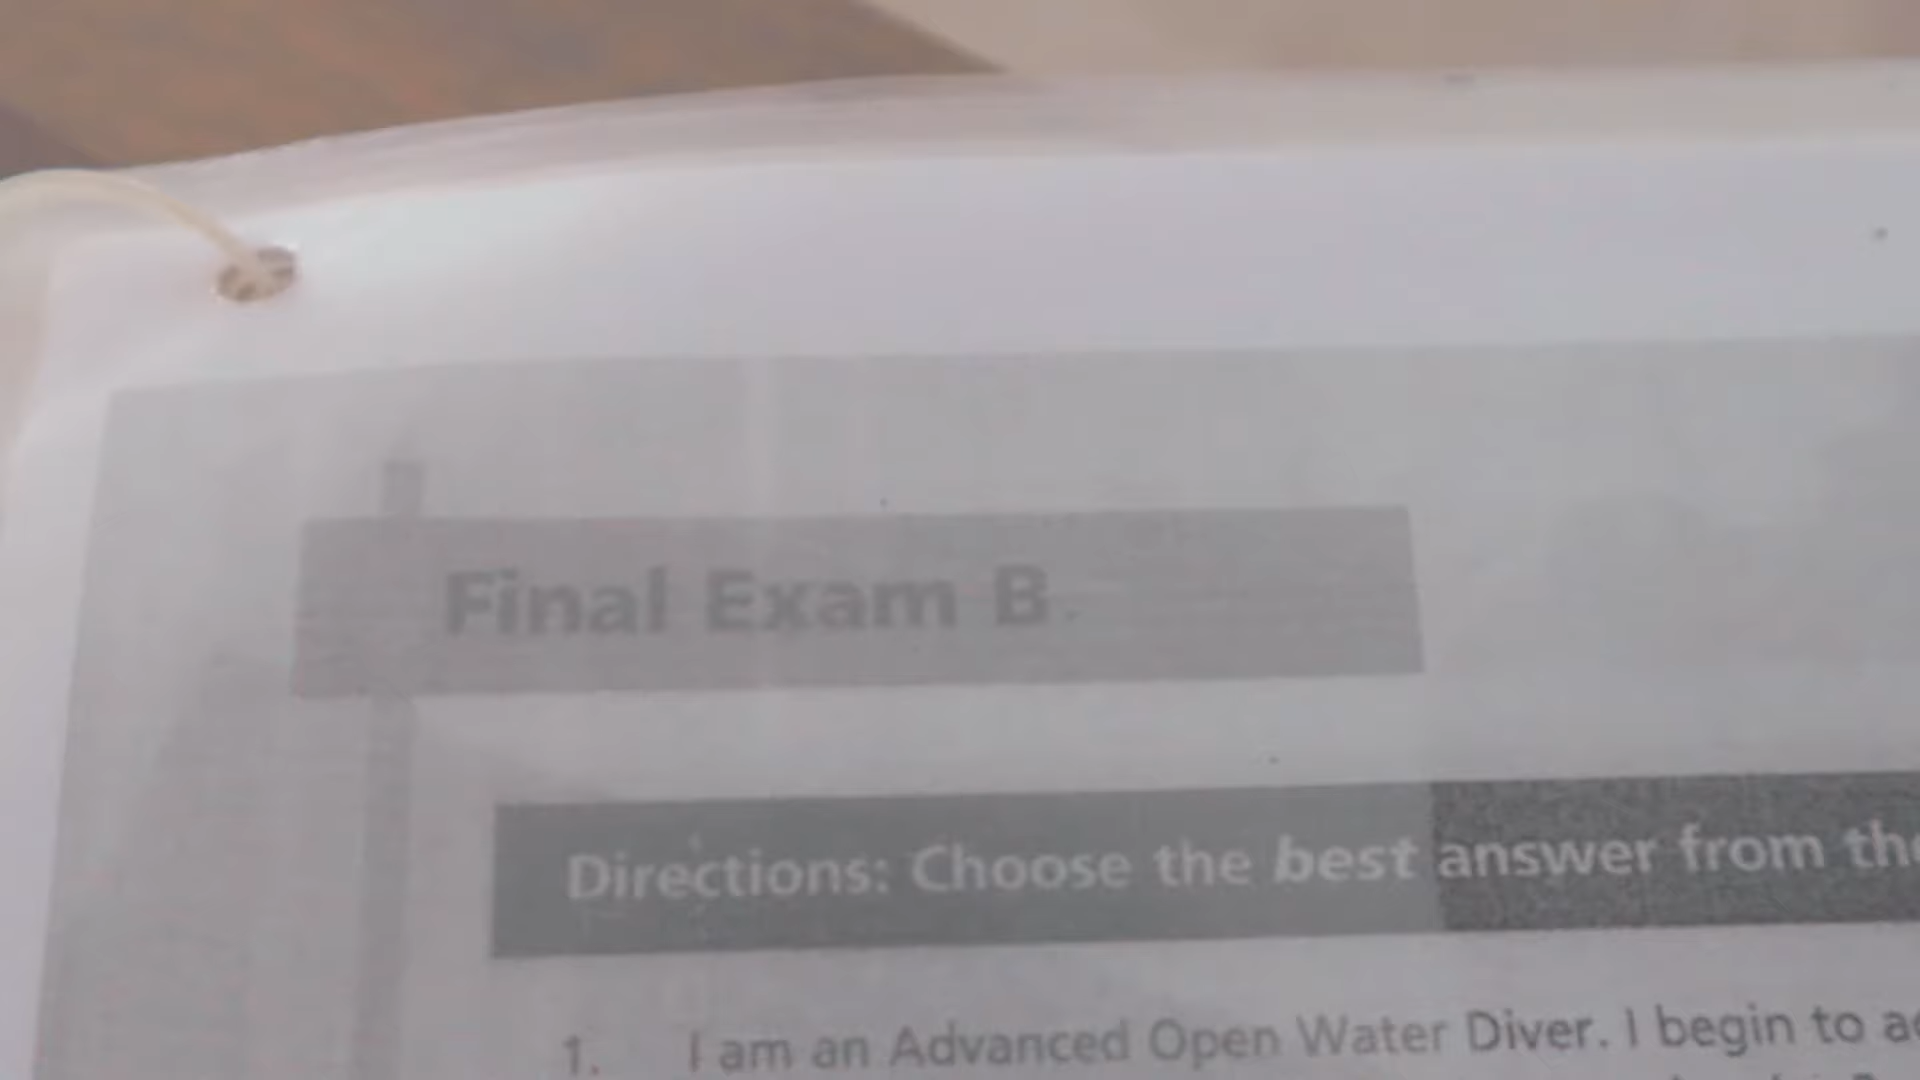 Final Exam B
Directions: Choose the best answer from the
1. I am an Advanced Open Water Diver. I begin to